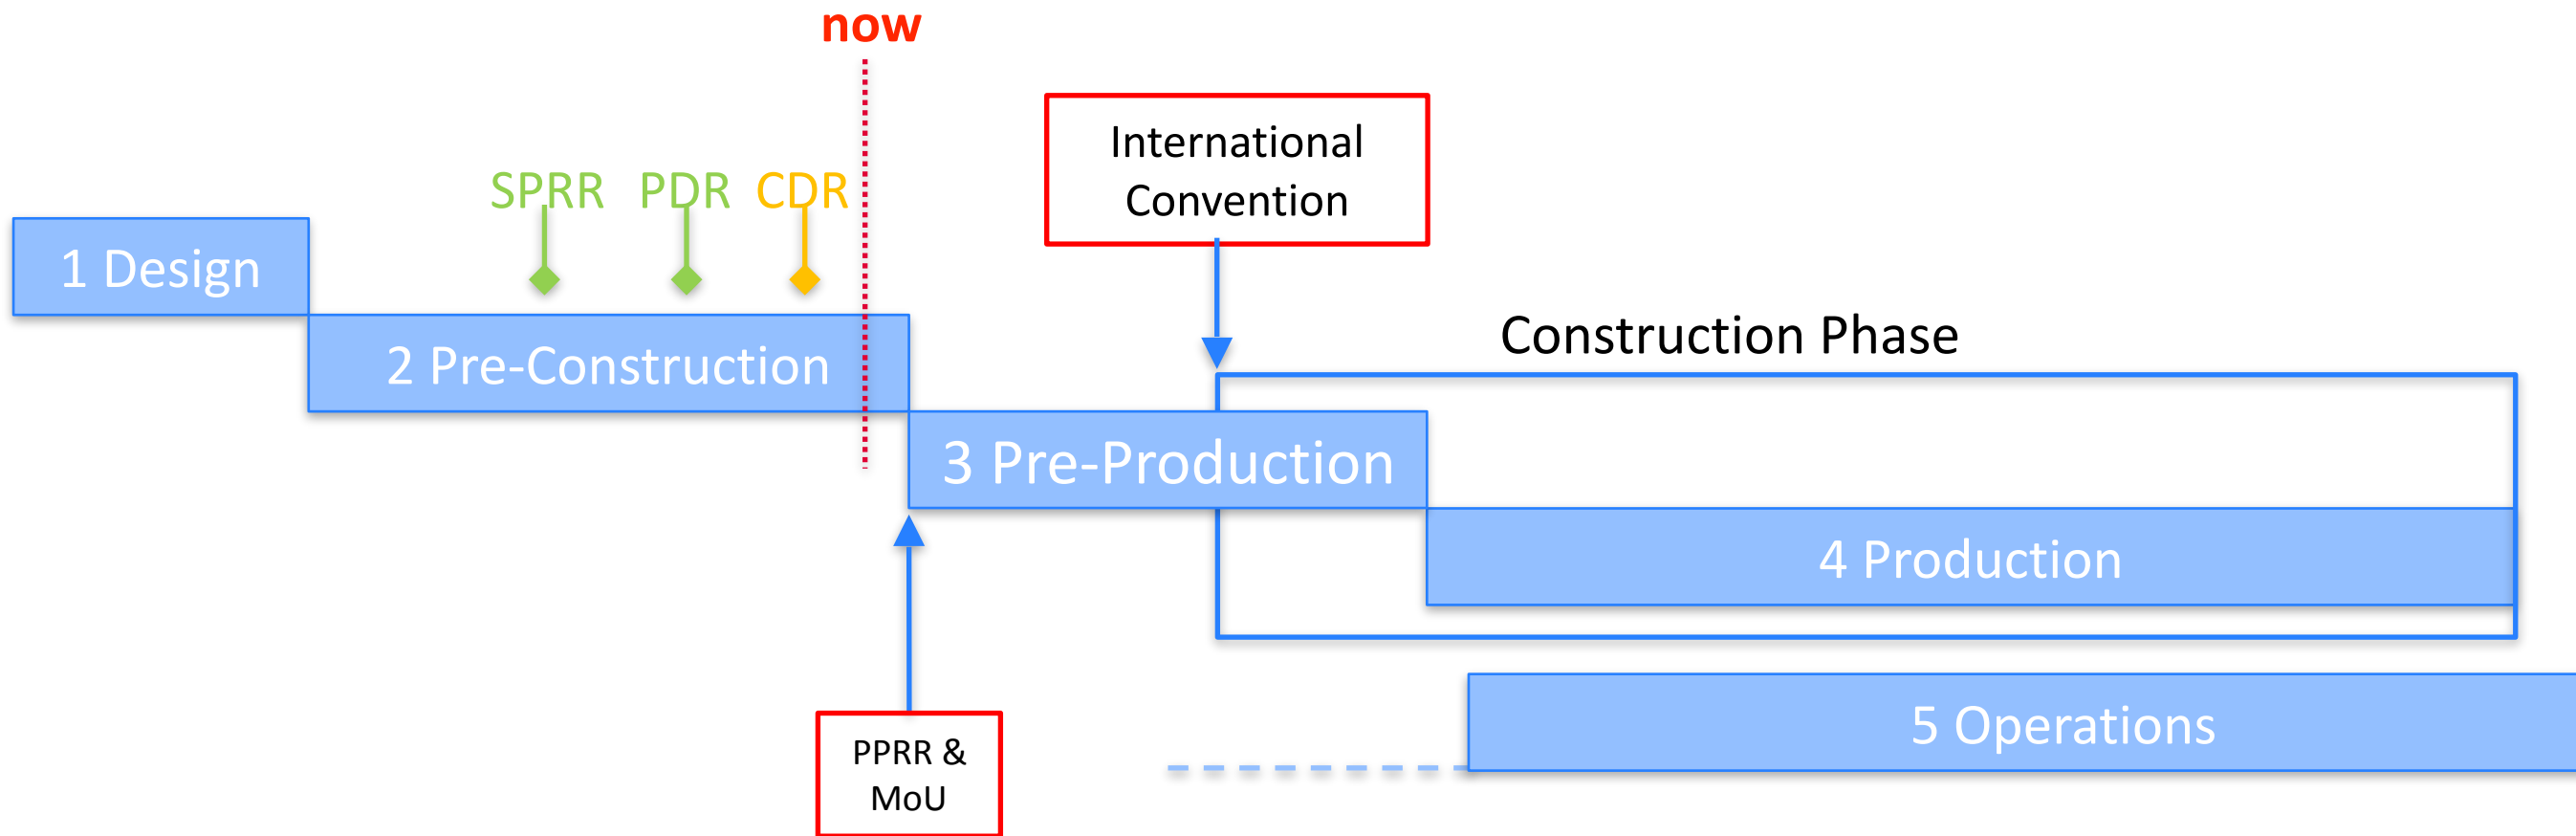 now
International
Convention
SPRR PDR CDR
1 Design
Construction Phase
2 Pre-Construction
3 Pre-Production
4 Production
5 Operations
PPRR &
MoU